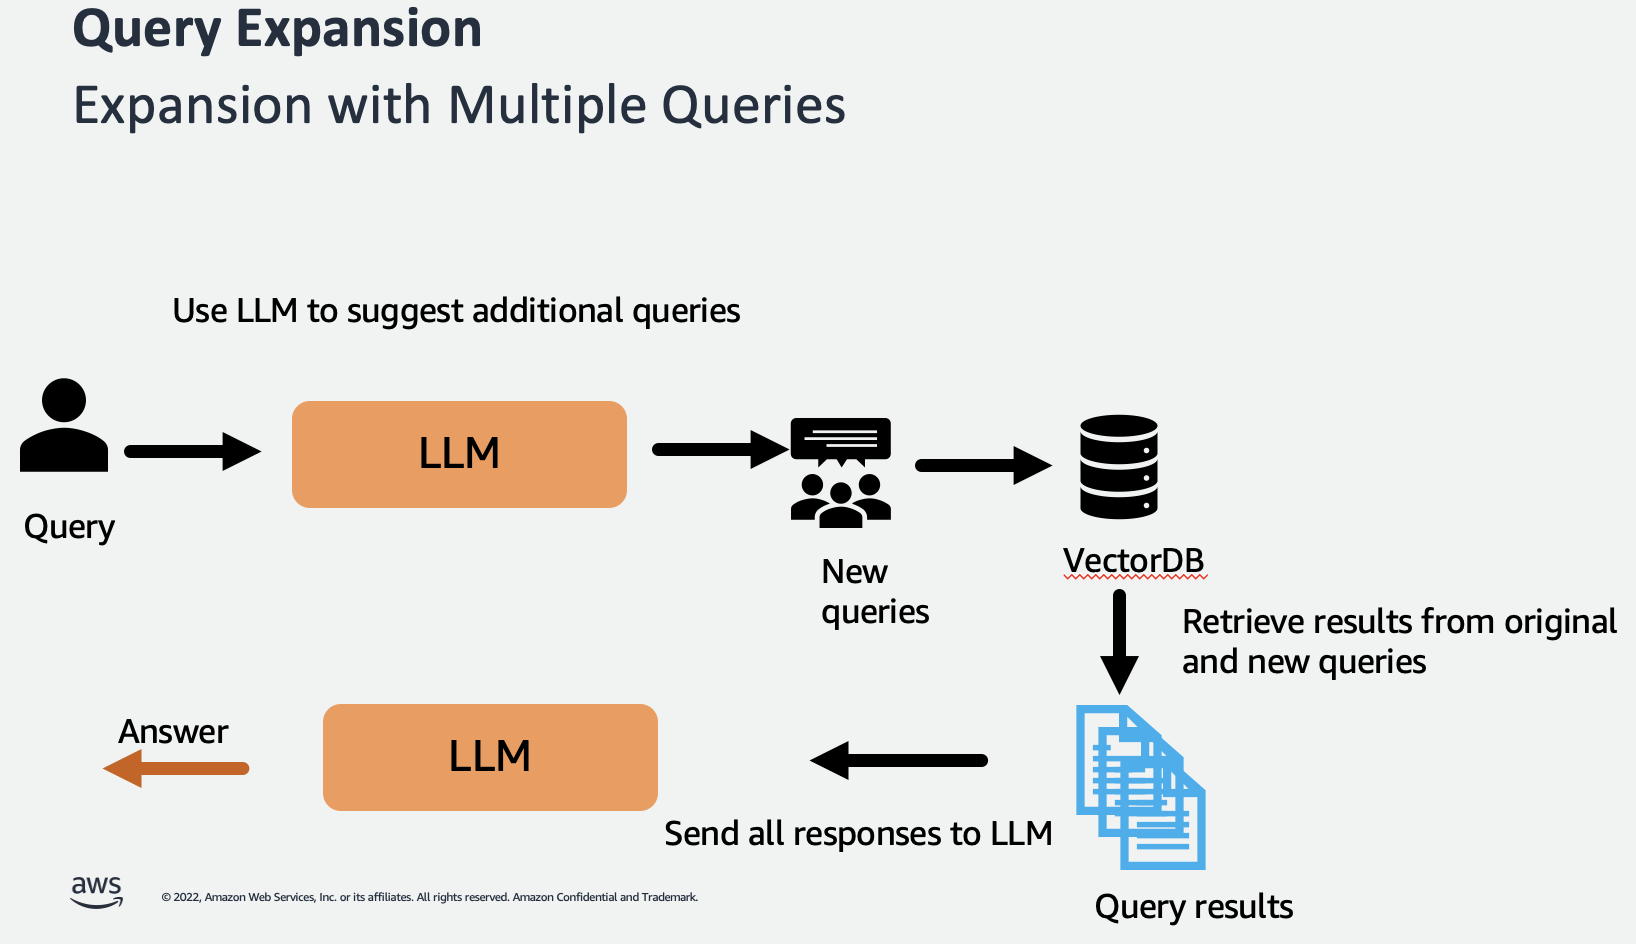 Query Expansion
Expansion with Multiple Queries
Use LLM to suggest additional queries
LLM
Query
New
queries
VectorDB
Retrieve results from original
and new queries
Answer
LLM
Send all responses to LLM
Query results
aws
© 2022, Amazon Web Services, Inc. or its affiliates. All rights reserved. Amazon Confidential and Trademark.